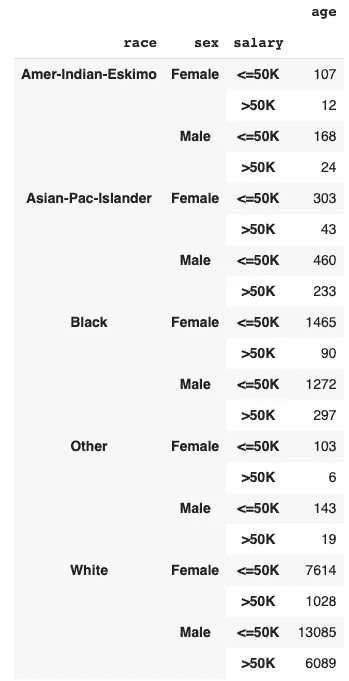 age
race sex salary
Amer-Indian-Eskimo Female <=50K 107
>50K 12
Male <=50K 168
>50K 24
Asian-Pac-Islander Female <=50K 303
>50K 43
Male <=50K 460
>50K 233
Black Female <=50K 1465
>50K 90
Male <=50K 1272
>50K 297
Other Female <=50K 103
>50K 6
Male <=50K 143
>50K 19
White Female <=50K 7614
>50K 1028
Male <=50K 13085
>50K 6089